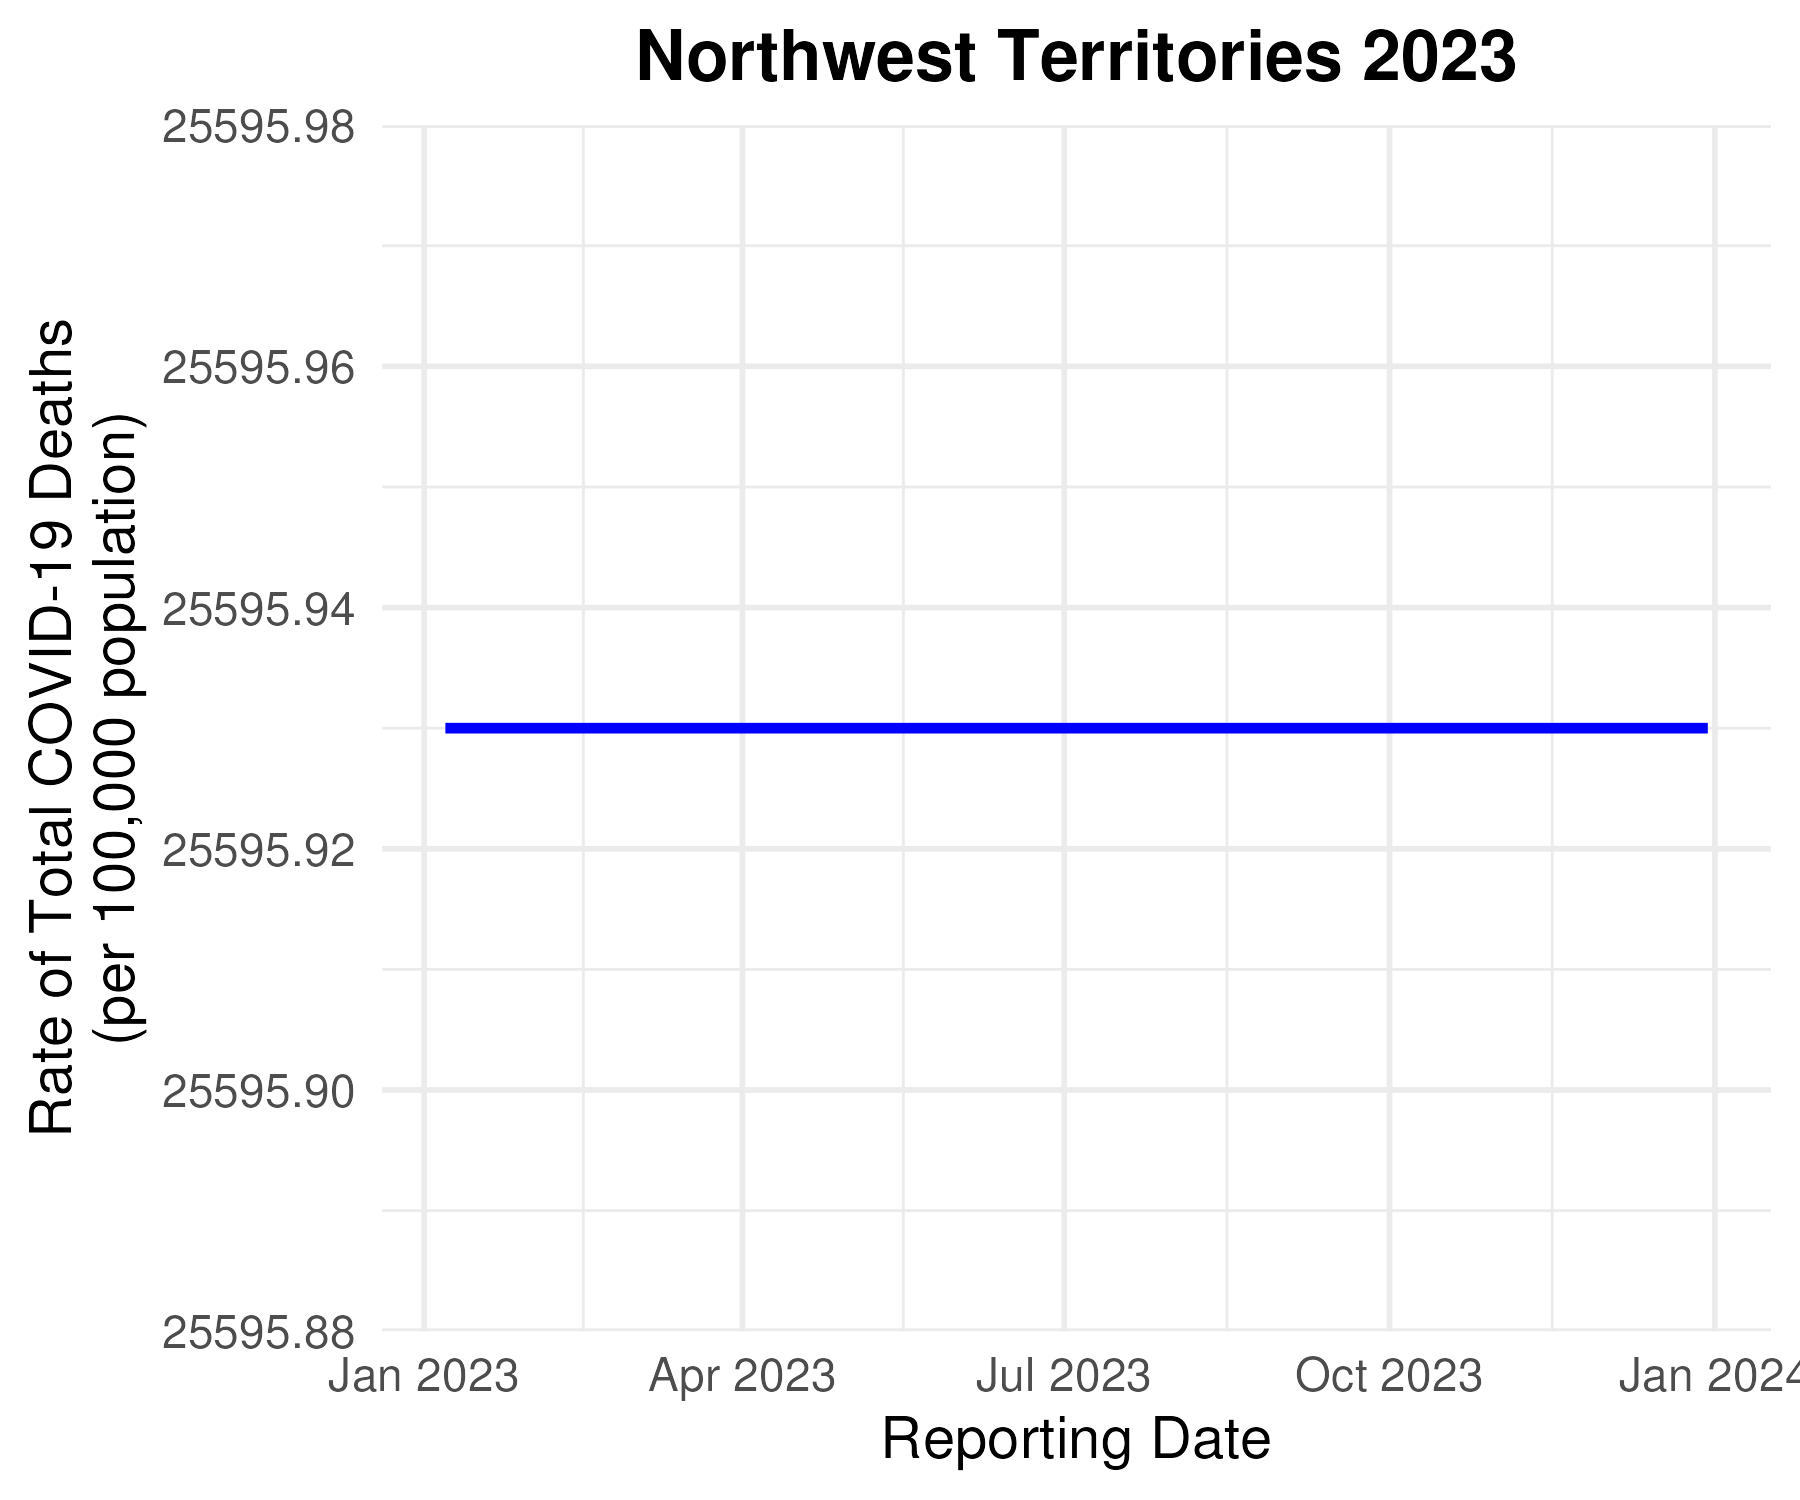 Northwest Territories 2023
Rate of Total COVID-19 Deaths
(per 100,000 population)
25595.98
25595.96
25595.94
25595.92
25595.90
25595.88
Jan 2023 Apr 2023 Jul 2023 Oct 2023 Jan 2024
Reporting Date